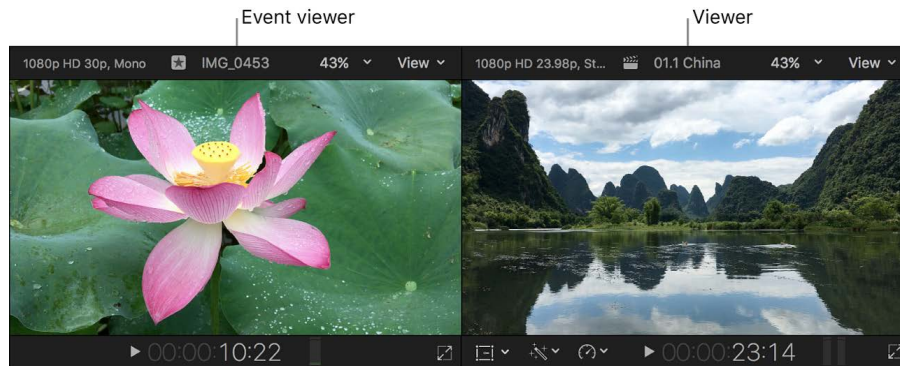 Event viewer
Viewer
1080p HD 30p, Mono IMG_0453 43% View
1080p HD 23.98p, St... 01.1 China 43% View
00:00:10:22
00:00:23:14